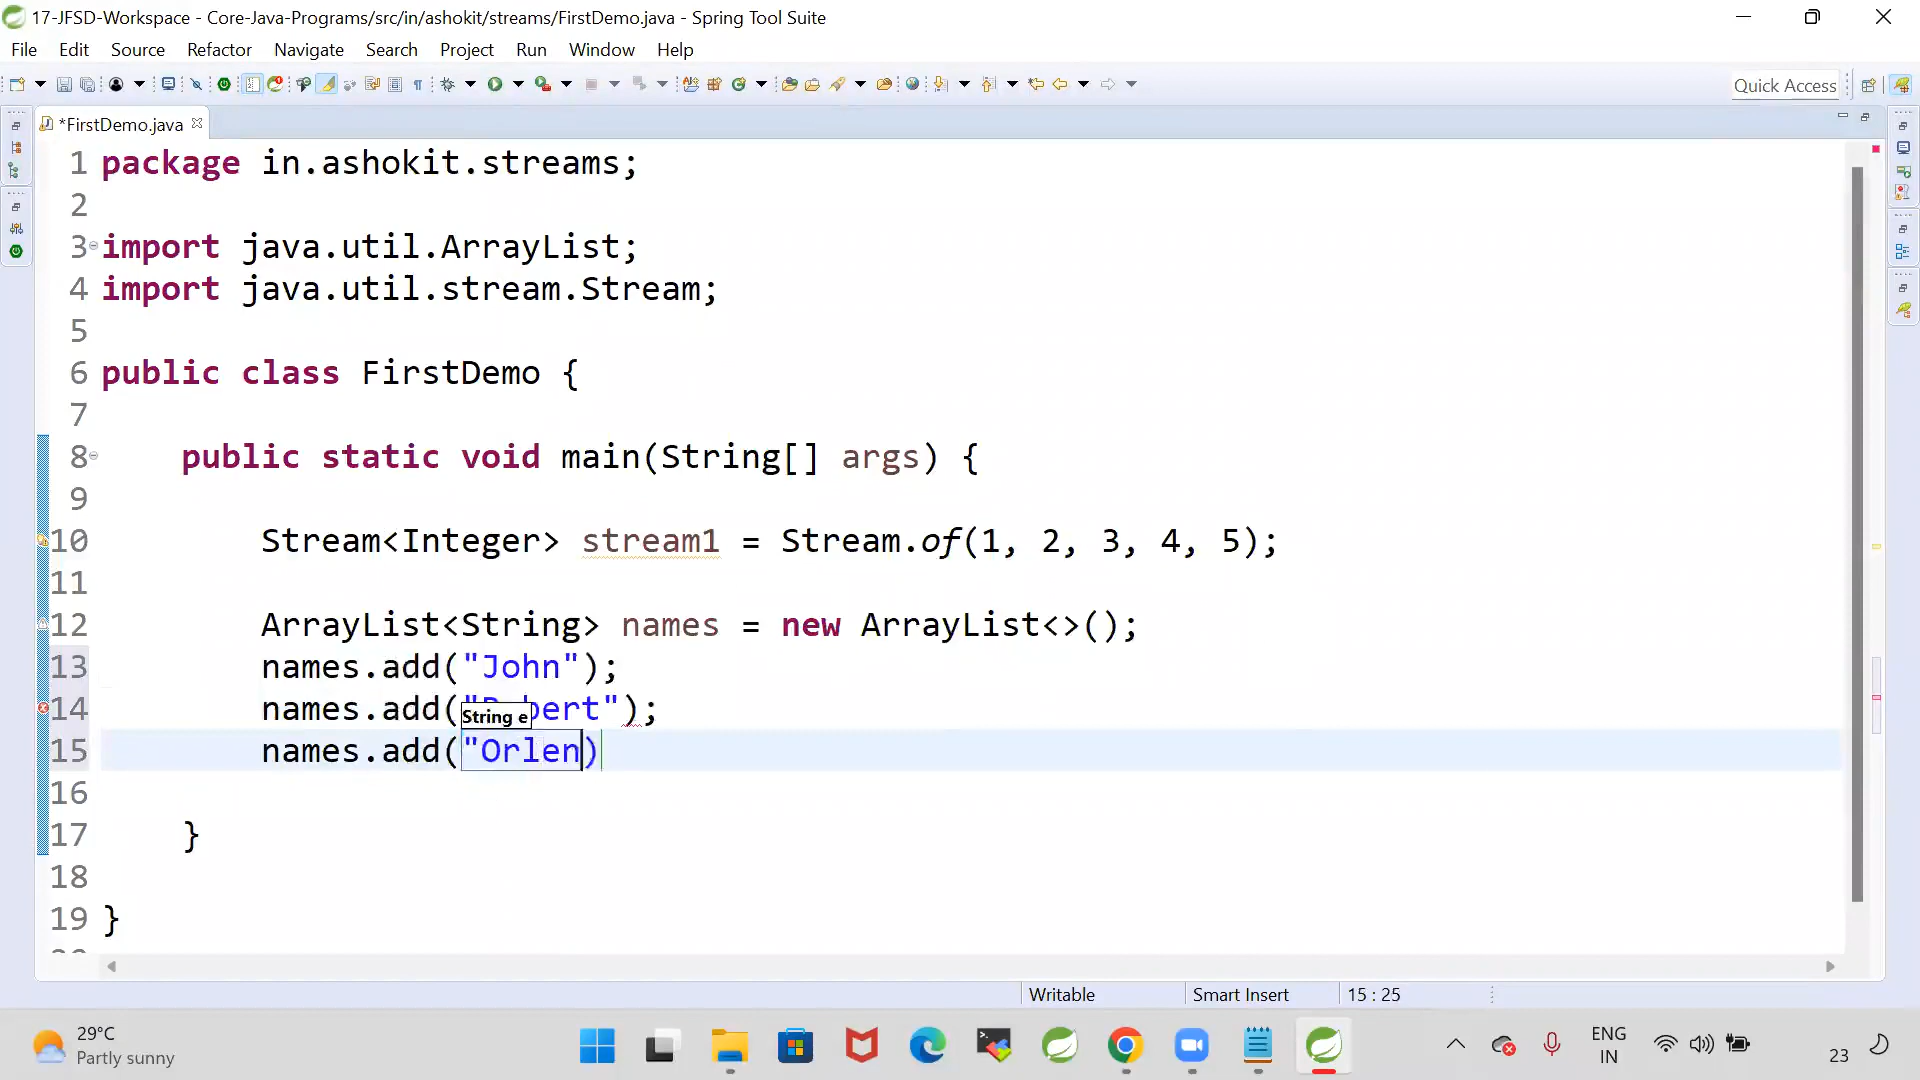 17-JFSD-Workspace - Core-Java-Programs/src/in/ashokit/streams/FirstDemo.java - Spring Tool Suite
File Edit Source Refactor Navigate Search Project Run Window Help
Quick Access
*FirstDemo.java
1 package in.ashokit.streams;
2
3 import java.util.ArrayList;
4 import java.util.stream.Stream;
5
6 public class FirstDemo {
7
8 public static void main(String[] args) {
9
10 Stream<Integer> stream1 = Stream.of(1, 2, 3, 4, 5);
11
12 ArrayList<String> names = new ArrayList<>();
13 names.add("John");
14 names.add("    bert");
String e
15 names.add("Orlen)
16
17 }
18
19 }
Writable Smart Insert 15 : 25
29°C
Partly sunny
ENG
IN
23